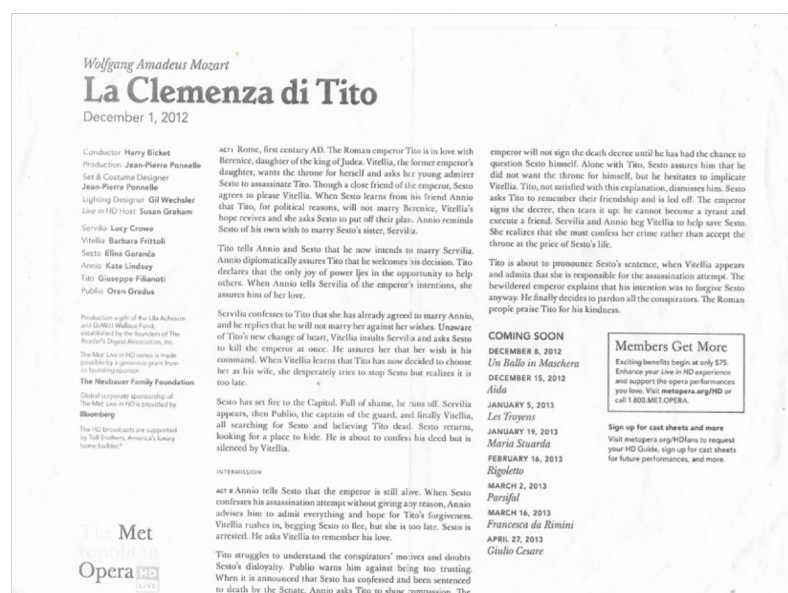 Wolfgang Amadeus Mozart
La Clemenza di Tito
December 1, 2012
Conductor Harry Bicket
Production Jean-Pierre Ponnelle
Set & Costume Designer
Jean-Pierre Ponnelle
Lighting Designer Gil Wechsler
Live in HD Host Susan Graham
Servilia Lucy Crowe
Vitellia Barbara Frittoli
Sesto Elīna Garanča
Annio Kate Lindsey
Tito Giuseppe Filianoti
Publio Oren Gradus
Production a gift of the Lila Acheson
and DeWitt Wallace Fund,
established by the founders of The
Reader's Digest Association, Inc.
The Met: Live in HD series is made
possible by a generous grant from
its founding sponsor
The Neubauer Family Foundation
Global corporate sponsorship of
The Met: Live in HD is provided by
Bloomberg
The HD broadcasts are supported
by Toll Brothers, America's luxury
home builder.®
The Met
ropolitan
Opera HD
LIVE
ACT I Rome, first century AD. The Roman emperor Tito is in love with
Berenice, daughter of the king of Judea. Vitellia, the former emperor's
daughter, wants the throne for herself and asks her young admirer
Sesto to assassinate Tito. Though a close friend of the emperor, Sesto
agrees to please Vitellia. When Sesto learns from his friend Annio
that Tito, for political reasons, will not marry Berenice, Vitellia's
hope revives and she asks Sesto to put off their plan. Annio reminds
Sesto of his own wish to marry Sesto's sister, Servilia.
Tito tells Annio and Sesto that he now intends to marry Servilia.
Annio diplomatically assures Tito that he welcomes his decision. Tito
declares that the only joy of power lies in the opportunity to help
others. When Annio tells Servilia of the emperor's intentions, she
assures him of her love.
Servilia confesses to Tito that she has already agreed to marry Annio,
and he replies that he will not marry her against her wishes. Unaware
of Tito's new change of heart, Vitellia insults Servilia and asks Sesto
to kill the emperor at once. He assures her that her wish is his
command. When Vitellia learns that Tito has now decided to choose
her as his wife, she desperately tries to stop Sesto but realizes it is
too late.
Sesto has set fire to the Capitol. Full of shame, he runs off. Servilia
appears, then Publio, the captain of the guard, and finally Vitellia,
all searching for Sesto and believing Tito dead. Sesto returns,
looking for a place to hide. He is about to confess his deed but is
silenced by Vitellia.
INTERMISSION
ACT II Annio tells Sesto that the emperor is still alive. When Sesto
confesses his assassination attempt without giving any reason, Annio
advises him to admit everything and hope for Tito's forgiveness.
Vitellia rushes in, begging Sesto to flee, but she is too late. Sesto is
arrested. He asks Vitellia to remember his love.
Tito struggles to understand the conspirators' motives and doubts
Sesto's disloyalty. Publio warns him against being too trusting.
When it is announced that Sesto has confessed and been sentenced
to death by the Senate, Annio asks Tito to show compassion. The
emperor will not sign the death decree until he has had the chance to
question Sesto himself. Alone with Tito, Sesto assures him that he
did not want the throne for himself, but he hesitates to implicate
Vitellia. Tito, not satisfied with this explanation, dismisses him. Sesto
asks Tito to remember their friendship and is led off. The emperor
signs the decree, then tears it up: he cannot become a tyrant and
execute a friend. Servilia and Annio beg Vitellia to help save Sesto.
She realizes that she must confess her crime rather than accept the
throne at the price of Sesto's life.
Tito is about to pronounce Sesto's sentence, when Vitellia appears
and admits that she is responsible for the assassination attempt. The
bewildered emperor explains that his intention was to forgive Sesto
anyway. He finally decides to pardon all the conspirators. The Roman
people praise Tito for his kindness.
COMING SOON
DECEMBER 8, 2012
Un Ballo in Maschera
DECEMBER 15, 2012
Aida
JANUARY 5, 2013
Les Troyens
JANUARY 19, 2013
Maria Stuarda
FEBRUARY 16, 2013
Rigoletto
MARCH 2, 2013
Parsifal
MARCH 16, 2013
Francesca da Rimini
APRIL 27, 2013
Giulio Cesare
Members Get More
Exciting benefits begin at only $75.
Enhance your Live in HD experience
and support the opera performances
you love. Visit metopera.org/HD or
call 1.800.MET.OPERA.
Sign up for cast sheets and more
Visit metopera.org/HDfans to request
your HD Guide, sign up for cast sheets
for future performances, and more.